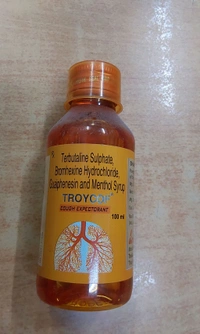 Terbutaline Sulphate,
Bromhexine Hydrochloride,
Guaiphenesin and Menthol Syrup
COUGH EXPECTORANT
100 ml